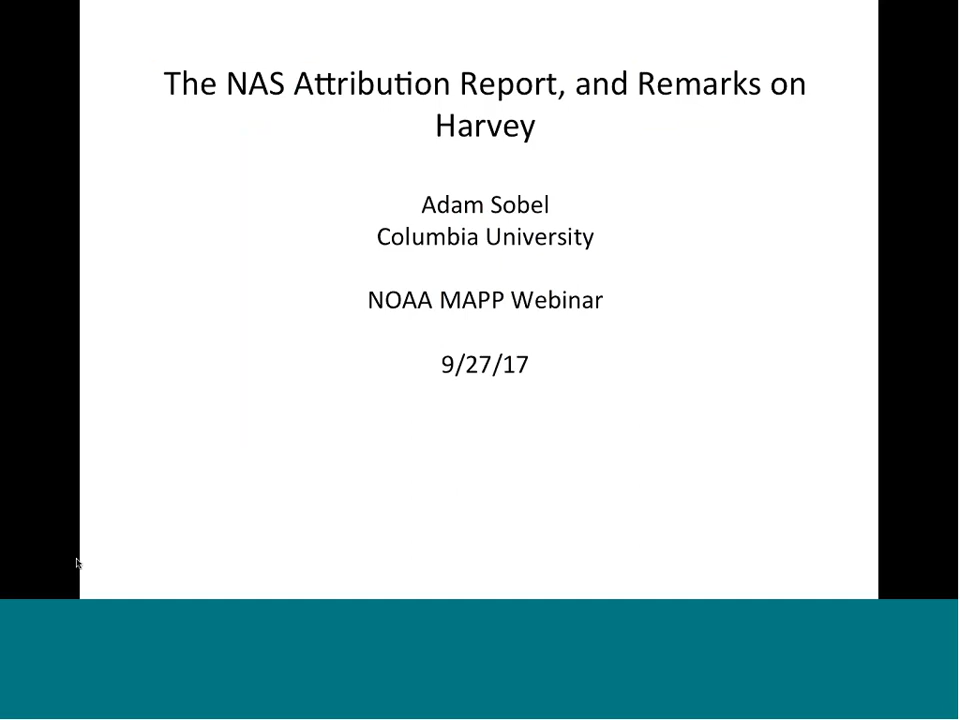 The NAS Attribution Report, and Remarks on
Harvey
Adam Sobel
Columbia University
NOAA MAPP Webinar
9/27/17